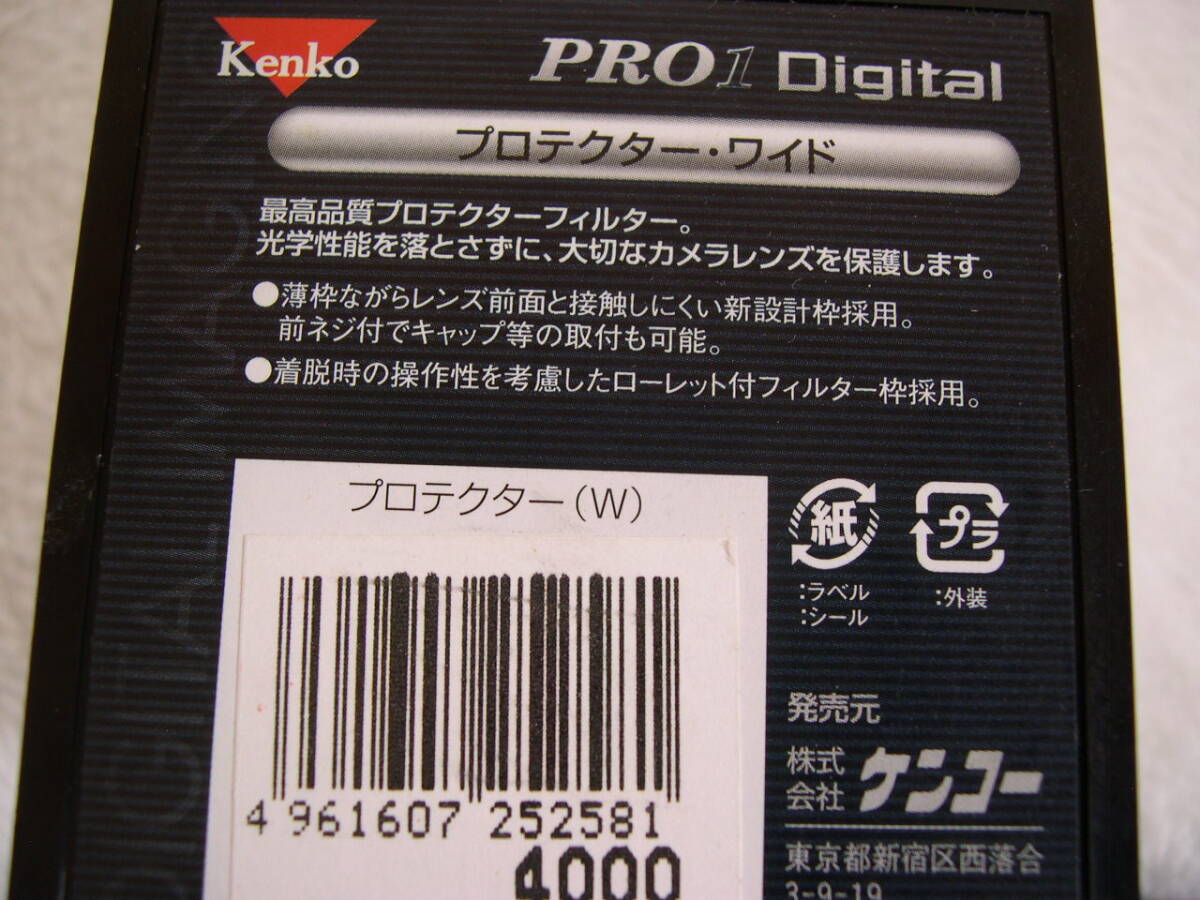 Kenko
PRO1 Digital
プロテクター・ワイド
最高品質プロテクターフィルター。
光学性能を落とさずに、大切なカメラレンズを保護します。
●薄枠ながらレンズ前面と接触しにくい新設計枠採用。
前ネジ付でキャップ等の取付も可能。
●着脱時の操作性を考慮したローレット付フィルター枠採用。
プロテクター(W)
4 961607 252581
4000
紙
:ラベル
:シール
プラ
:外装
発売元
株式
会社 ケンコー
東京都新宿区西落合
3-9-19